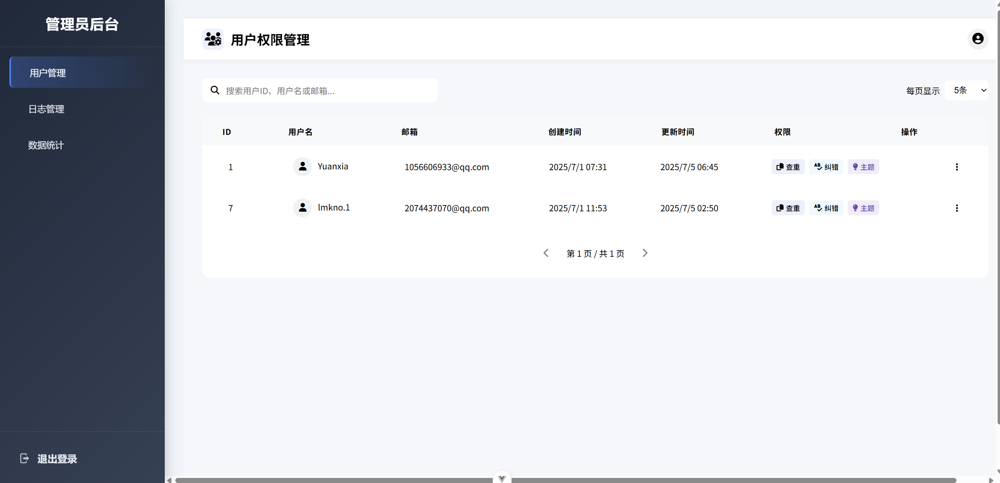 管理员后台
用户管理
日志管理
数据统计
退出登录
用户权限管理
搜索用户ID、用户名或邮箱...
每页显示 5条
ID 用户名 邮箱 创建时间 更新时间 权限 操作
1 Yuanxia 1056606933@qq.com 2025/7/1 07:31 2025/7/5 06:45 查重 纠错 主题
7 lmkno.1 2074437070@qq.com 2025/7/1 11:53 2025/7/5 02:50 查重 纠错 主题
第 1 页 / 共 1 页